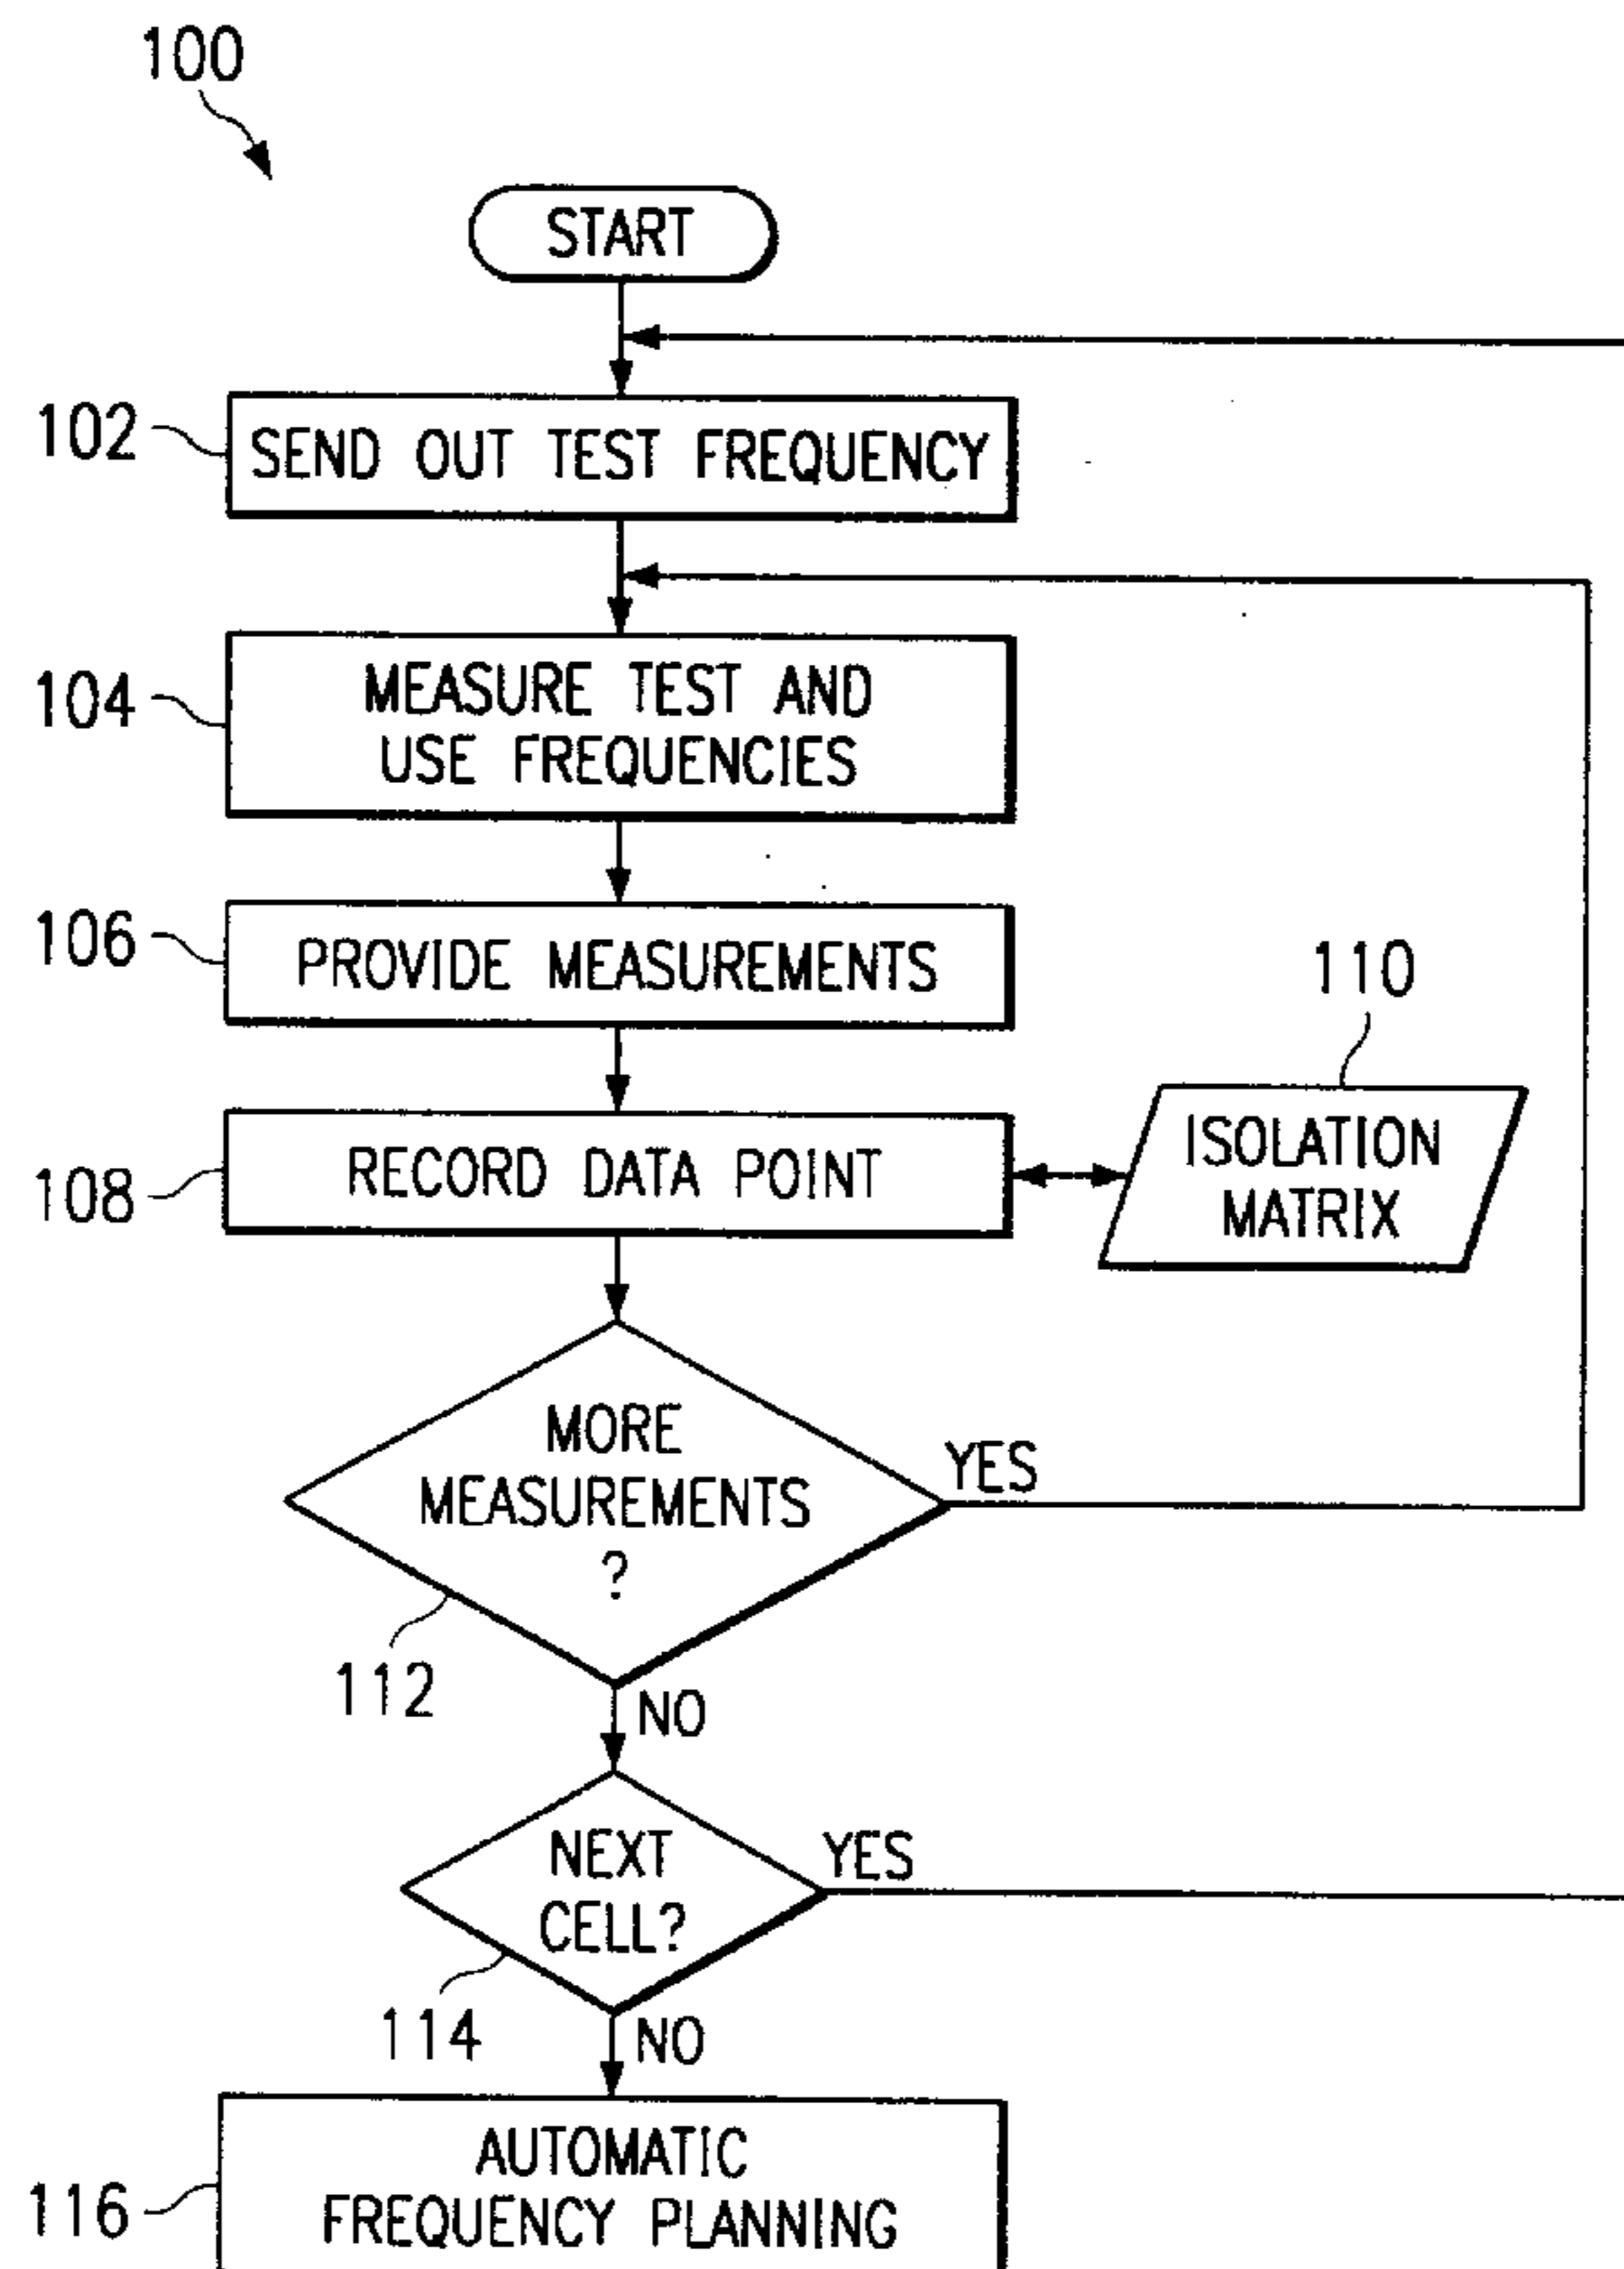 100
START
102
SEND OUT TEST FREQUENCY
104
MEASURE TEST AND
USE FREQUENCIES
106
PROVIDE MEASUREMENTS
110
108
RECORD DATA POINT
ISOLATION
MATRIX
MORE
MEASUREMENTS
?
YES
112
NO
NEXT
CELL?
YES
114
NO
116
AUTOMATIC
FREQUENCY PLANNING